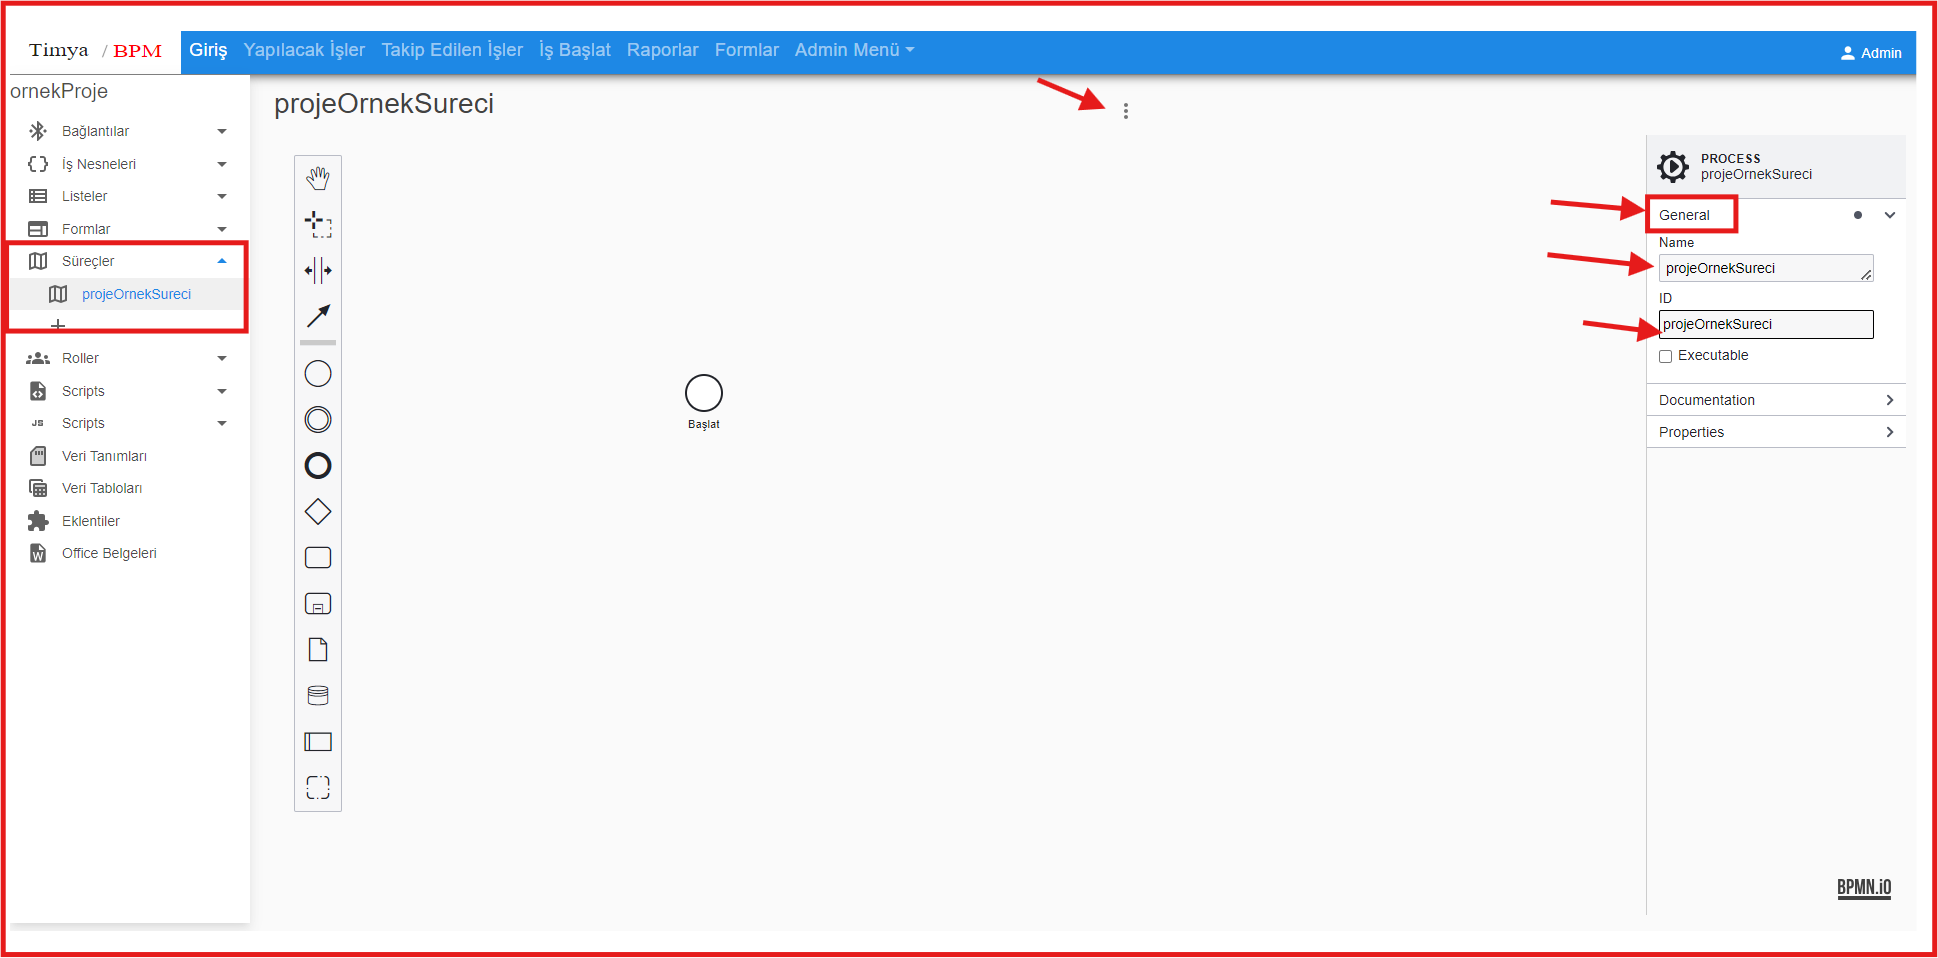 Timya / BPM
Giriş Yapılacak İşler Takip Edilen İşler İş Başlat Raporlar Formlar Admin Menü
Admin
ornekProje
Bağlantılar
İş Nesneleri
Listeler
Formlar
Süreçler
projeOrnekSureci
Roller
Scripts
JS Scripts
Veri Tanımları
Veri Tabloları
Eklentiler
W Office Belgeleri
projeOrnekSureci
Başlat
PROCESS
projeOrnekSureci
General
Name
projeOrnekSureci
ID
projeOrnekSureci
Executable
Documentation
Properties
BPMN.iO